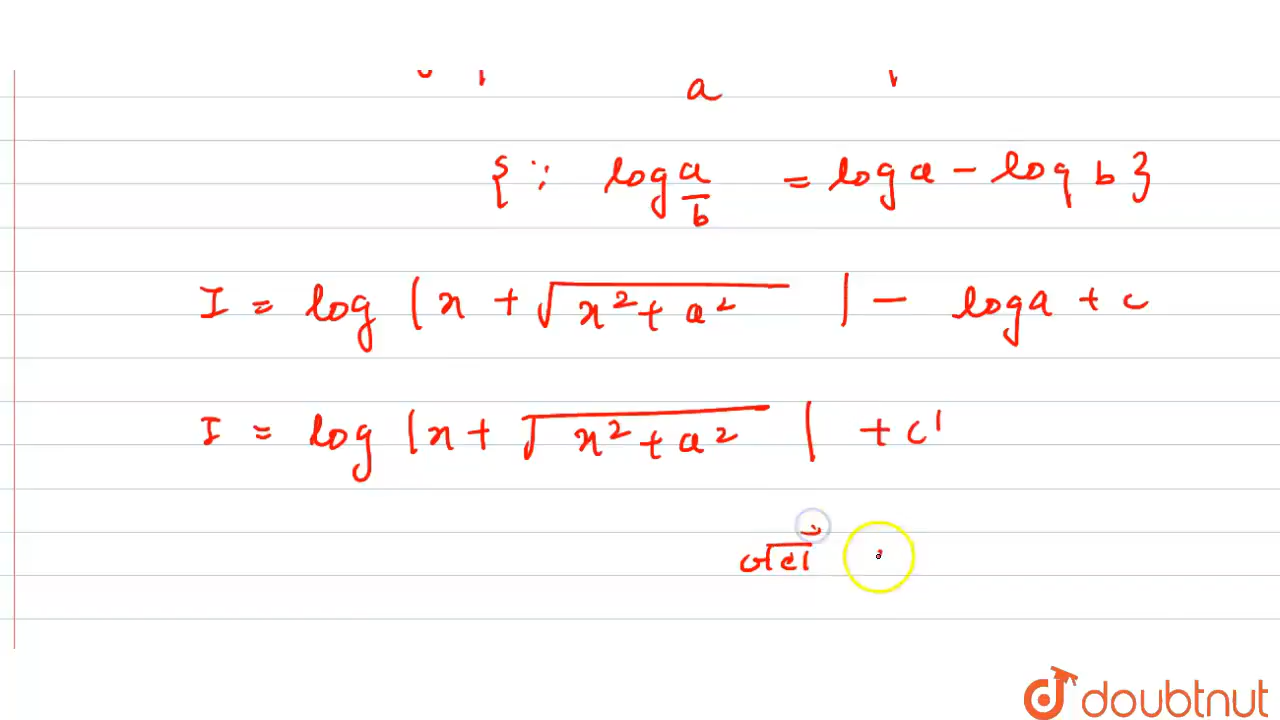 a
{∵ log a/b = log a - log b}
I = log |x + √(x² + a²)| - log a + c
I = log |x + √(x² + a²)| + c'
doubtnut